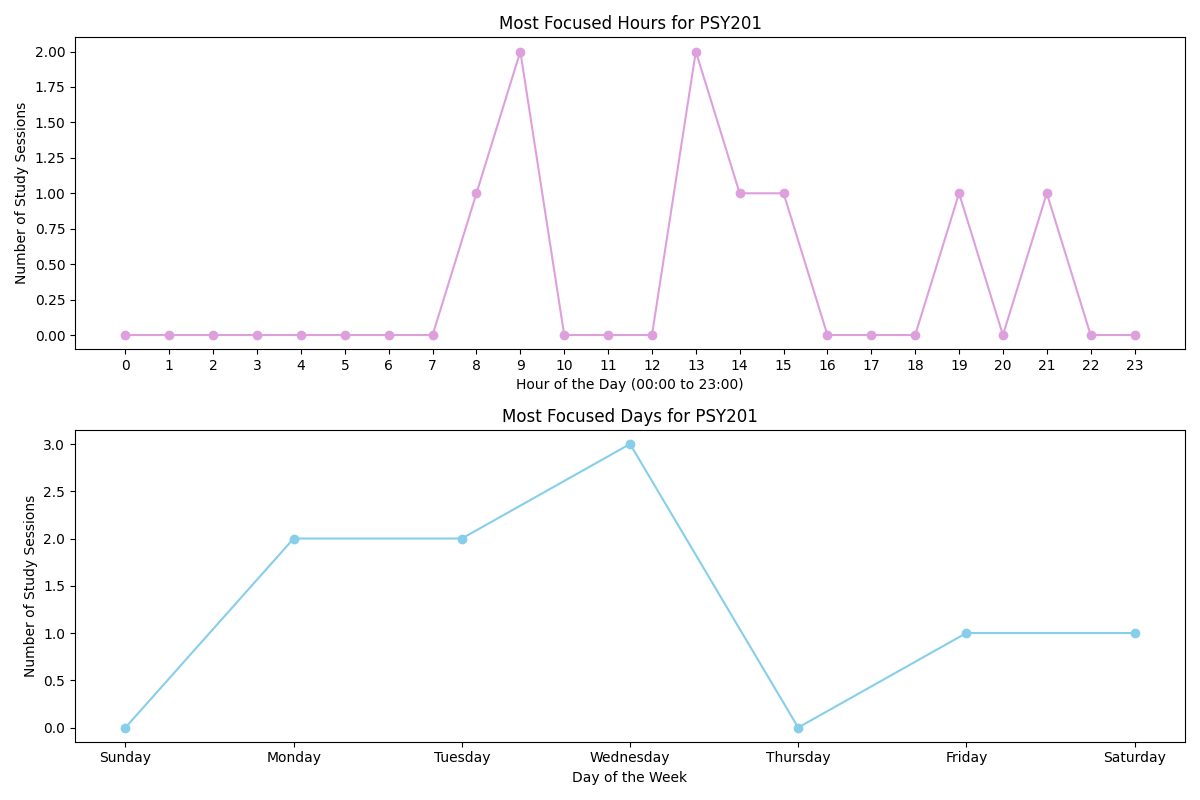 Most Focused Hours for PSY201
Number of Study Sessions
2.00
1.75
1.50
1.25
1.00
0.75
0.50
0.25
0.00
0 1 2 3 4 5 6 7 8 9 10 11 12 13 14 15 16 17 18 19 20 21 22 23
Hour of the Day (00:00 to 23:00)
Most Focused Days for PSY201
Number of Study Sessions
3.0
2.5
2.0
1.5
1.0
0.5
0.0
Sunday Monday Tuesday Wednesday Thursday Friday Saturday
Day of the Week